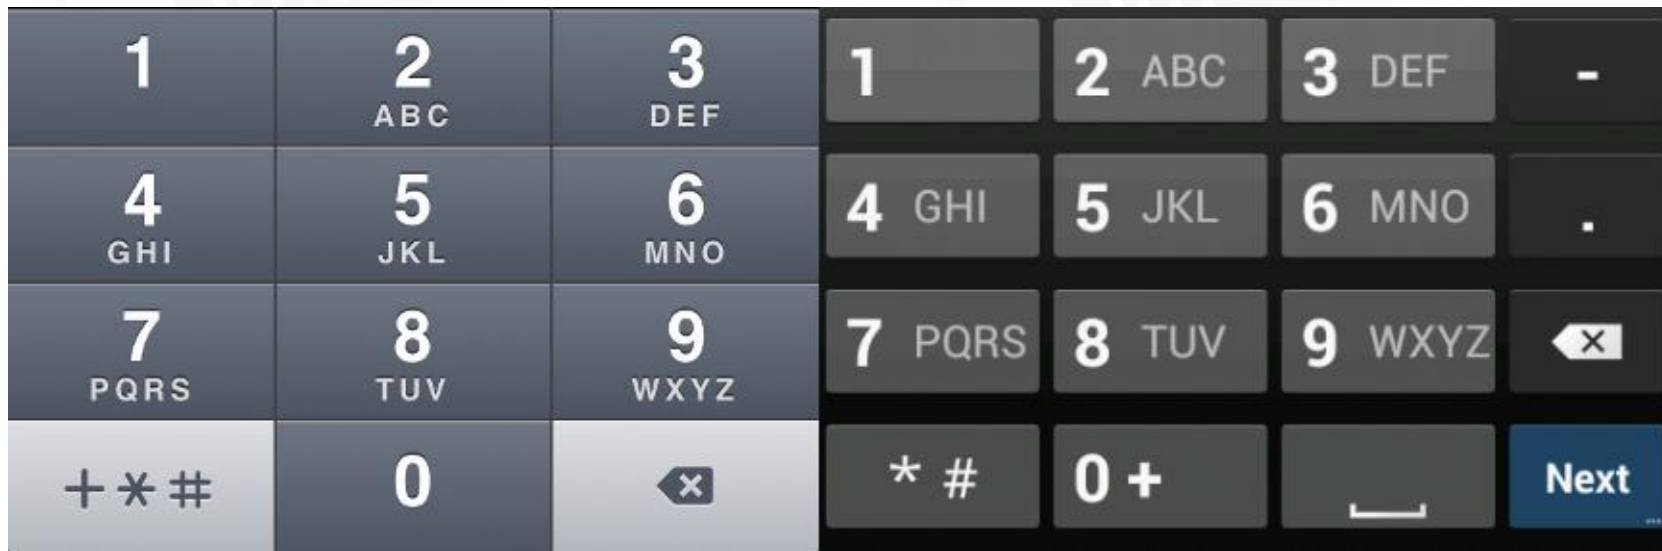 1 2 3
ABC DEF
4 5 6
GHI JKL MNO
7 8 9
PQRS TUV WXYZ
+*# 0
1 2 ABC 3 DEF -
4 GHI 5 JKL 6 MNO .
7 PQRS 8 TUV 9 WXYZ
* # 0 + Next